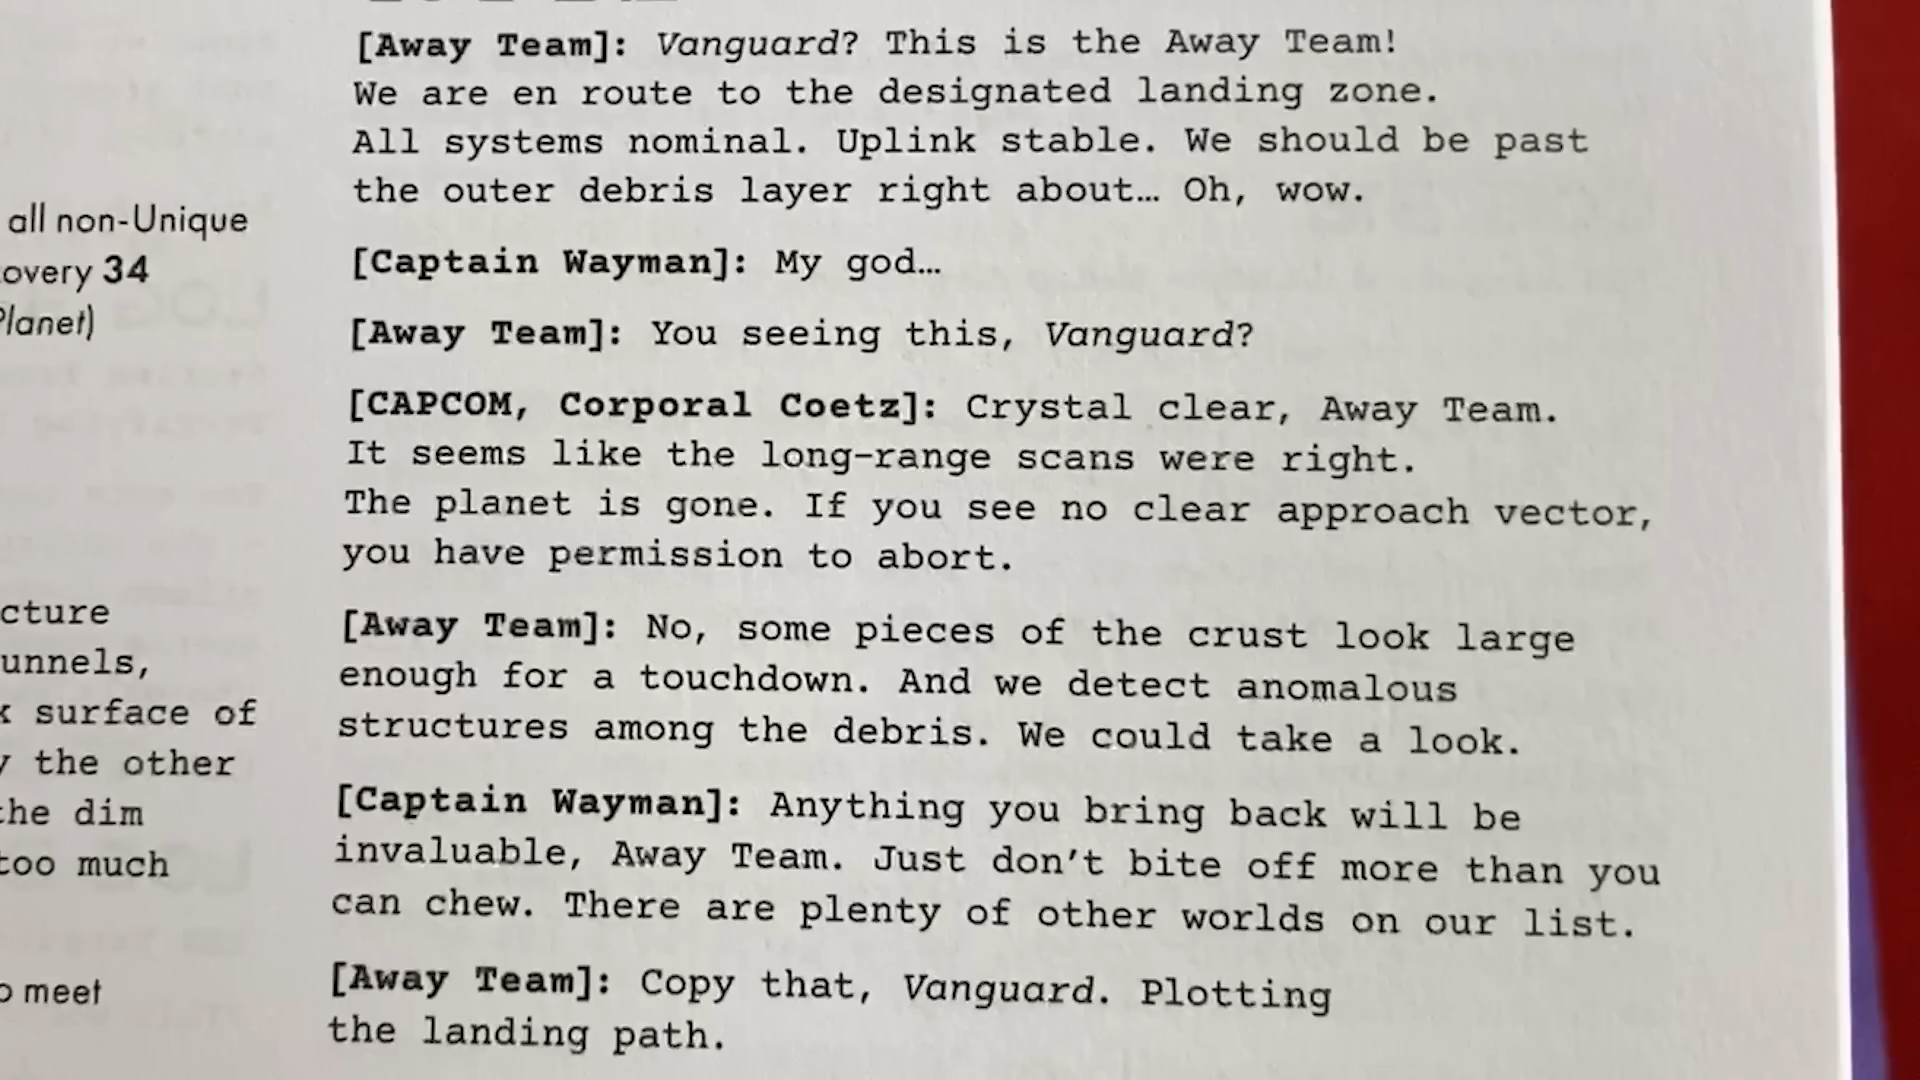 all non-Unique
overy 34
Planet)
cture
unnels,
surface of
the other
the dim
too much
meet
[Away Team]: Vanguard? This is the Away Team!
We are en route to the designated landing zone.
All systems nominal. Uplink stable. We should be past
the outer debris layer right about… Oh, wow.
[Captain Wayman]: My god…
[Away Team]: You seeing this, Vanguard?
[CAPCOM, Corporal Coetz]: Crystal clear, Away Team.
It seems like the long-range scans were right.
The planet is gone. If you see no clear approach vector,
you have permission to abort.
[Away Team]: No, some pieces of the crust look large
enough for a touchdown. And we detect anomalous
structures among the debris. We could take a look.
[Captain Wayman]: Anything you bring back will be
invaluable, Away Team. Just don’t bite off more than you
can chew. There are plenty of other worlds on our list.
[Away Team]: Copy that, Vanguard. Plotting
the landing path.